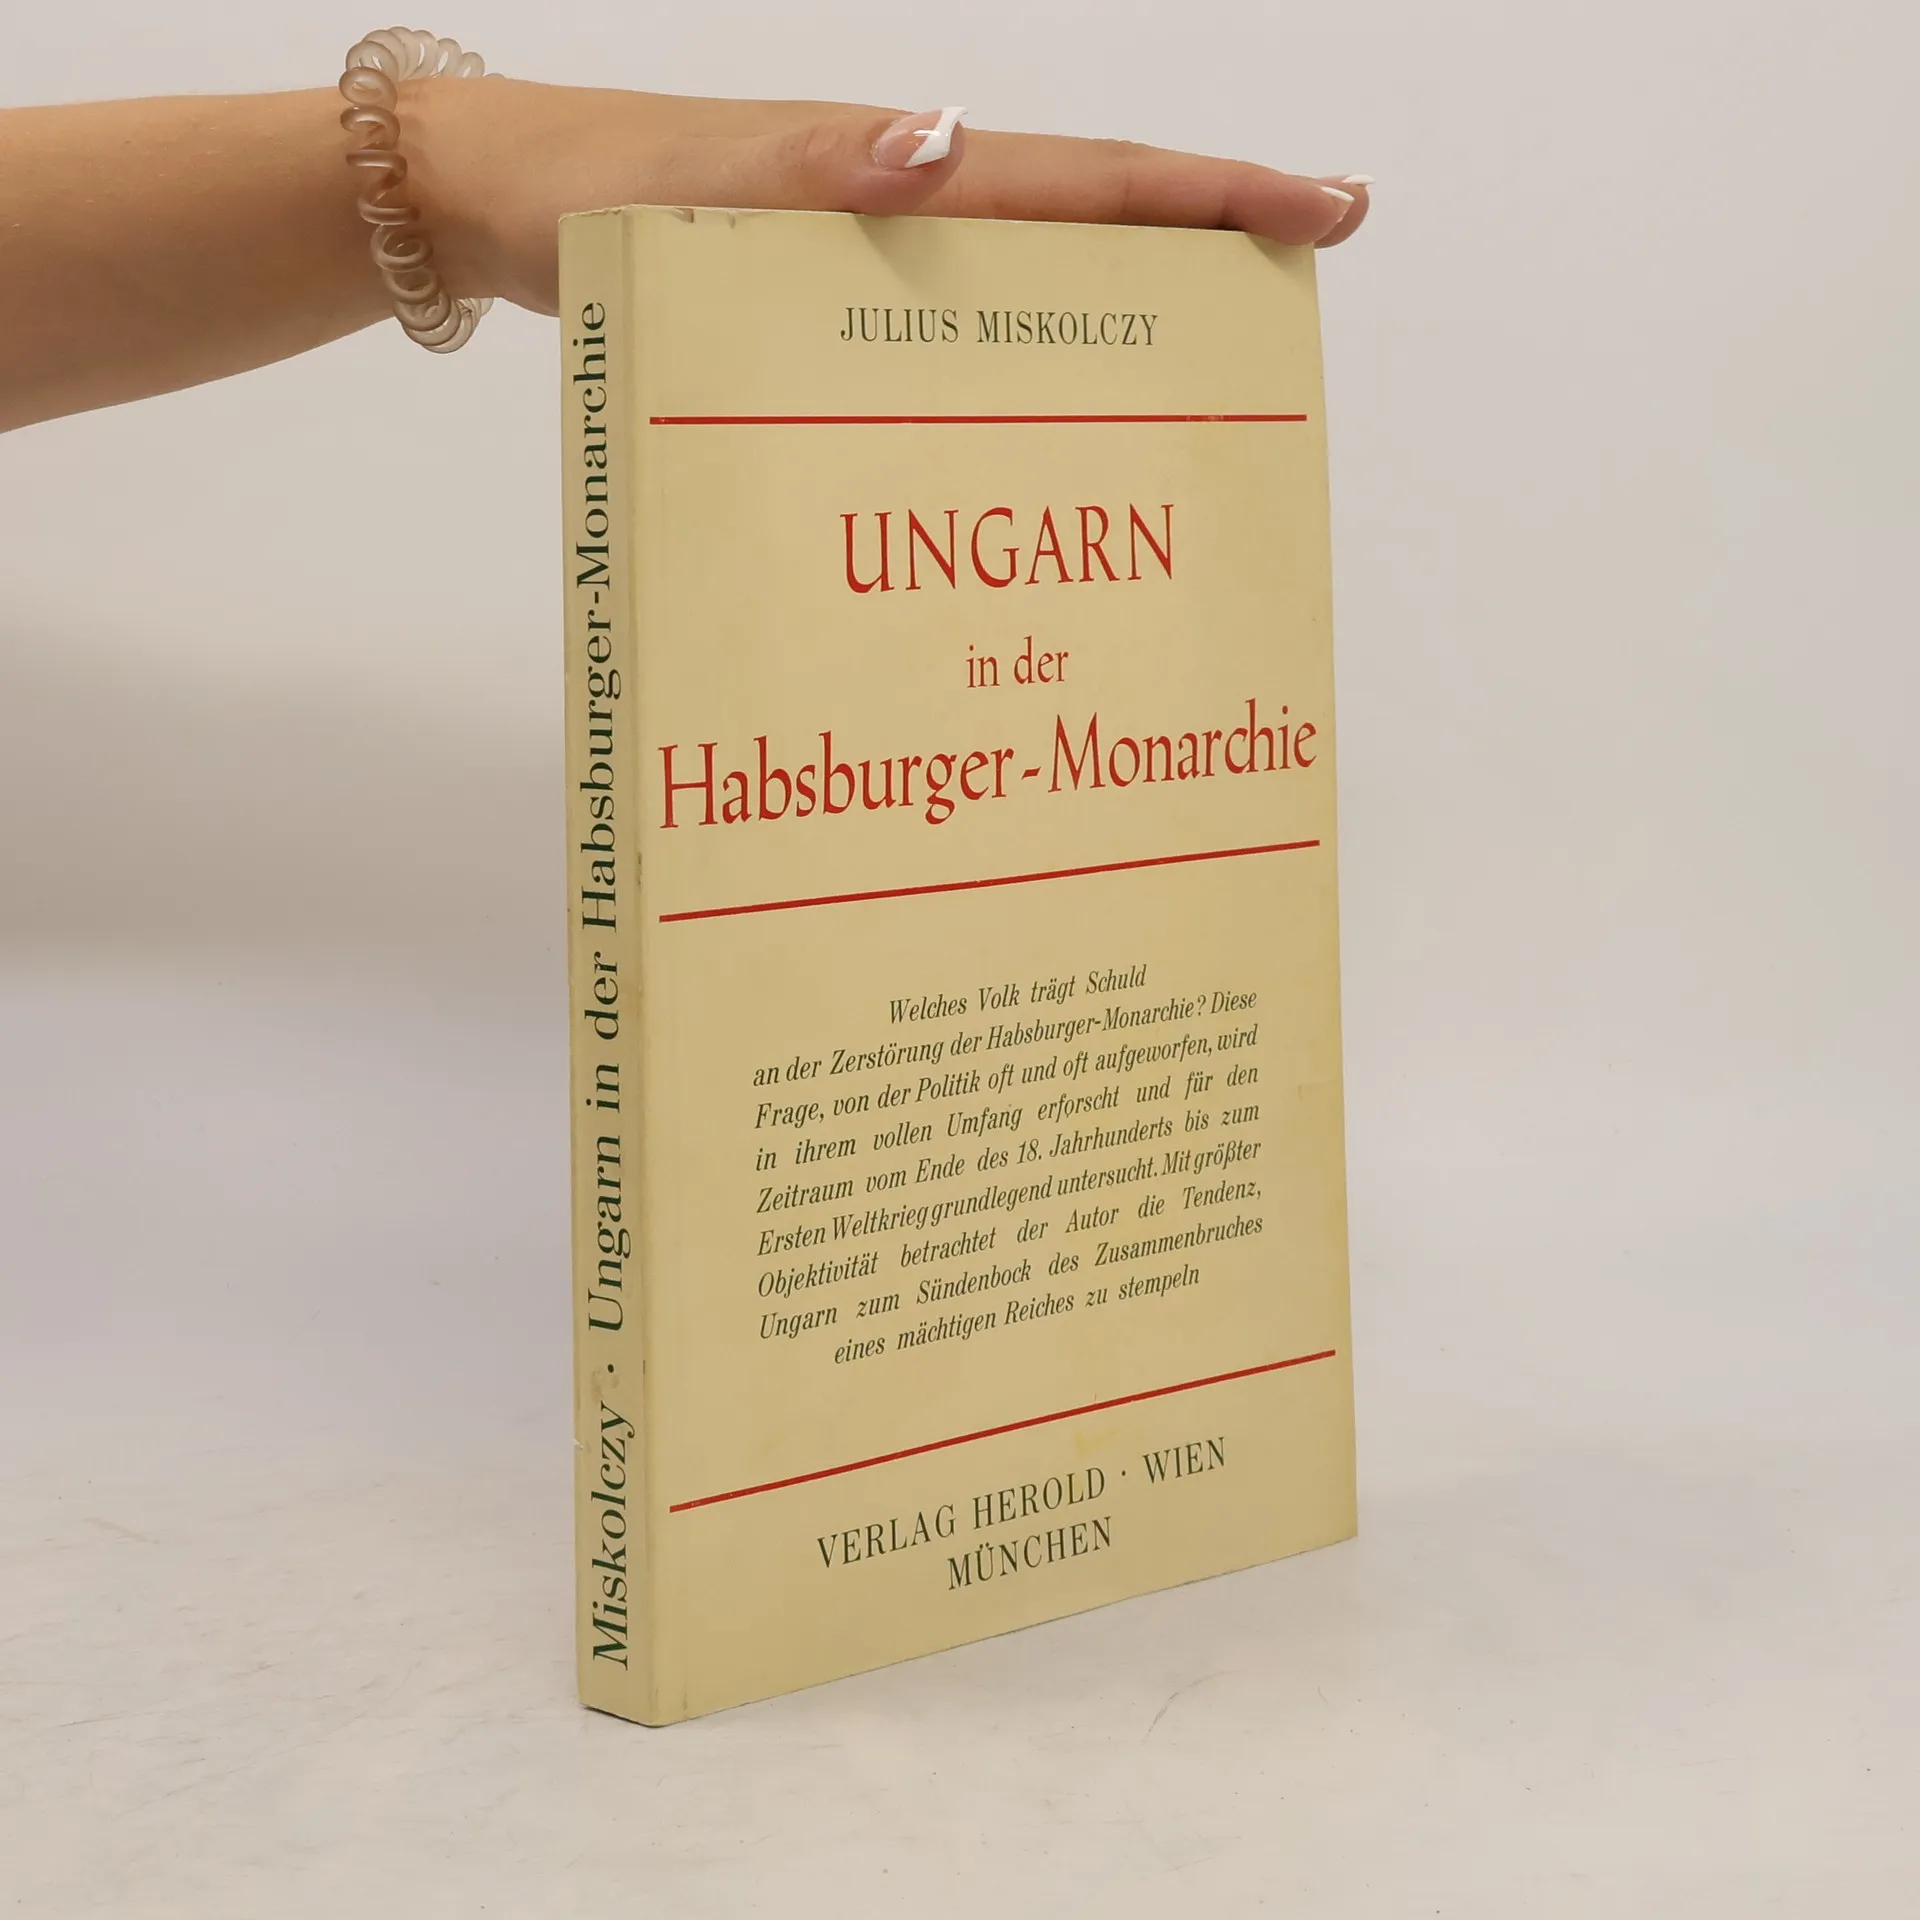 JULIUS MISKOLCZY
UNGARN
in der
Habsburger-Monarchie
Welches Volk trägt Schuld
an der Zerstörung der Habsburger-Monarchie? Diese
Frage, von der Politik oft und oft aufgeworfen, wird
in ihrem vollen Umfang erforscht und für den
Zeitraum vom Ende des 18. Jahrhunderts bis zum
Ersten Weltkrieg grundlegend untersucht. Mit größter
Objektivität betrachtet der Autor die Tendenz,
Ungarn zum Sündenbock des Zusammenbruches
eines mächtigen Reiches zu stempeln
VERLAG HEROLD · WIEN
MÜNCHEN
Miskolczy · Ungarn in der Habsburger-Monarchie